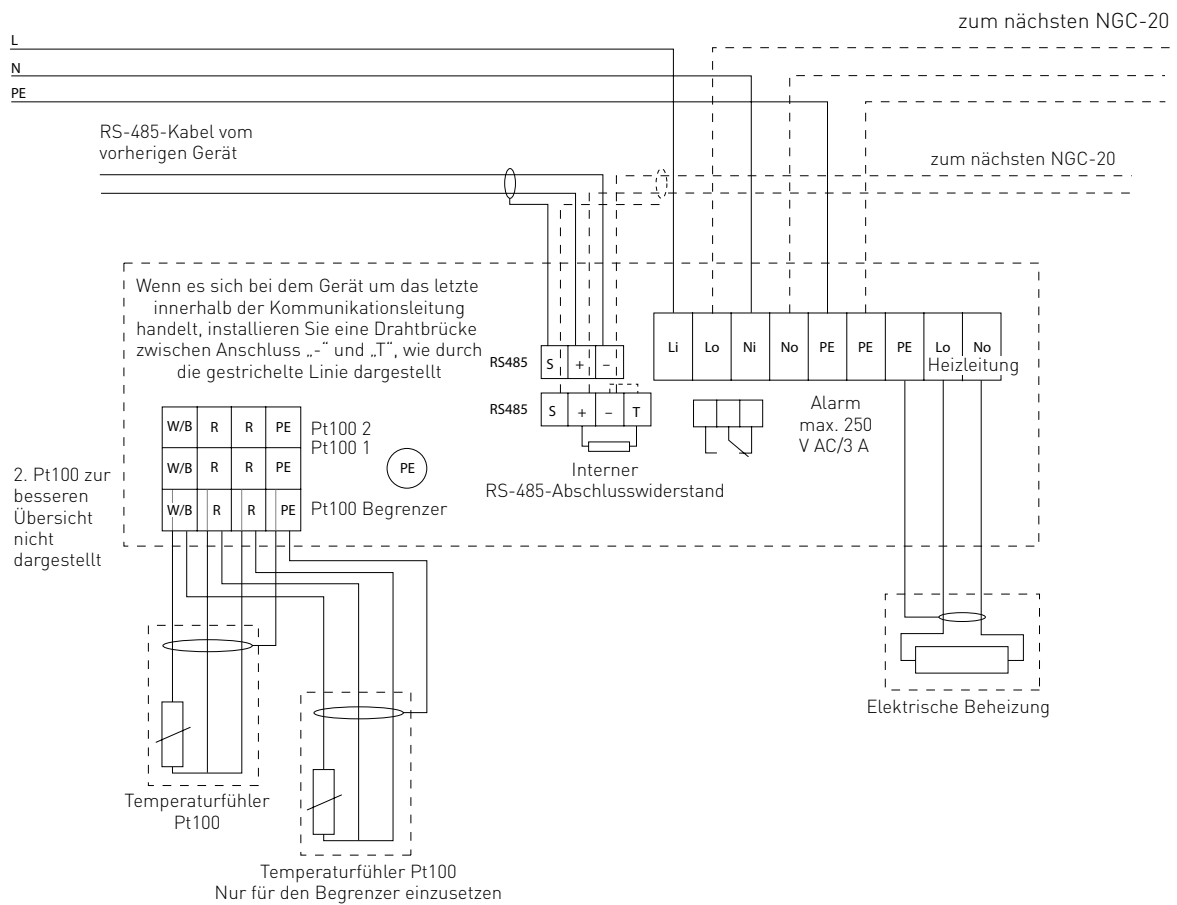 zum nächsten NGC-20
L
N
PE
RS-485-Kabel vom
vorherigen Gerät
zum nächsten NGC-20
Wenn es sich bei dem Gerät um das letzte
innerhalb der Kommunikationsleitung
handelt, installieren Sie eine Drahtbrücke
zwischen Anschluss „-“ und „T“, wie durch
die gestrichelte Linie dargestellt
RS485 S + –
RS485 S + – T
Interner
RS-485-Abschlusswiderstand
Li Lo Ni No PE PE PE Lo No
Heizleitung
Alarm
max. 250
V AC/3 A
W/B R R PE Pt100 2
Pt100 1
W/B R R PE
PE
W/B R R PE Pt100 Begrenzer
2. Pt100 zur
besseren
Übersicht
nicht
dargestellt
Elektrische Beheizung
Temperaturfühler
Pt100
Temperaturfühler Pt100
Nur für den Begrenzer einzusetzen